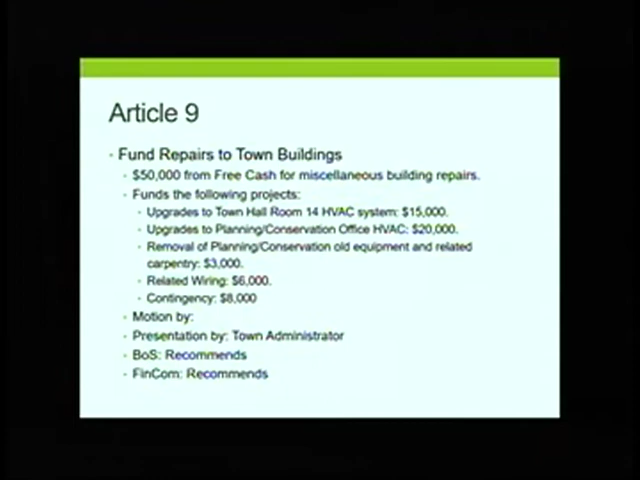 Article 9
Fund Repairs to Town Buildings
$50,000 from Free Cash for miscellaneous building repairs.
Funds the following projects:
Upgrades to Town Hall Room 14 HVAC system: $15,000.
Upgrades to Planning/Conservation Office HVAC: $20,000.
Removal of Planning/Conservation old equipment and related
carpentry: $3,000.
Related Wiring: $6,000.
Contingency: $8,000
Motion by:
Presentation by: Town Administrator
BoS: Recommends
FinCom: Recommends